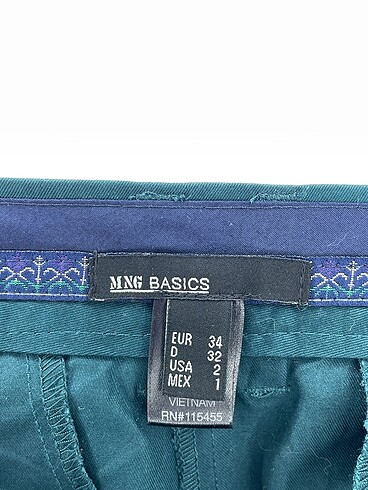 MNG BASICS
EUR 34
D 32
USA 2
MEX 1
VIETNAM
RN#115455